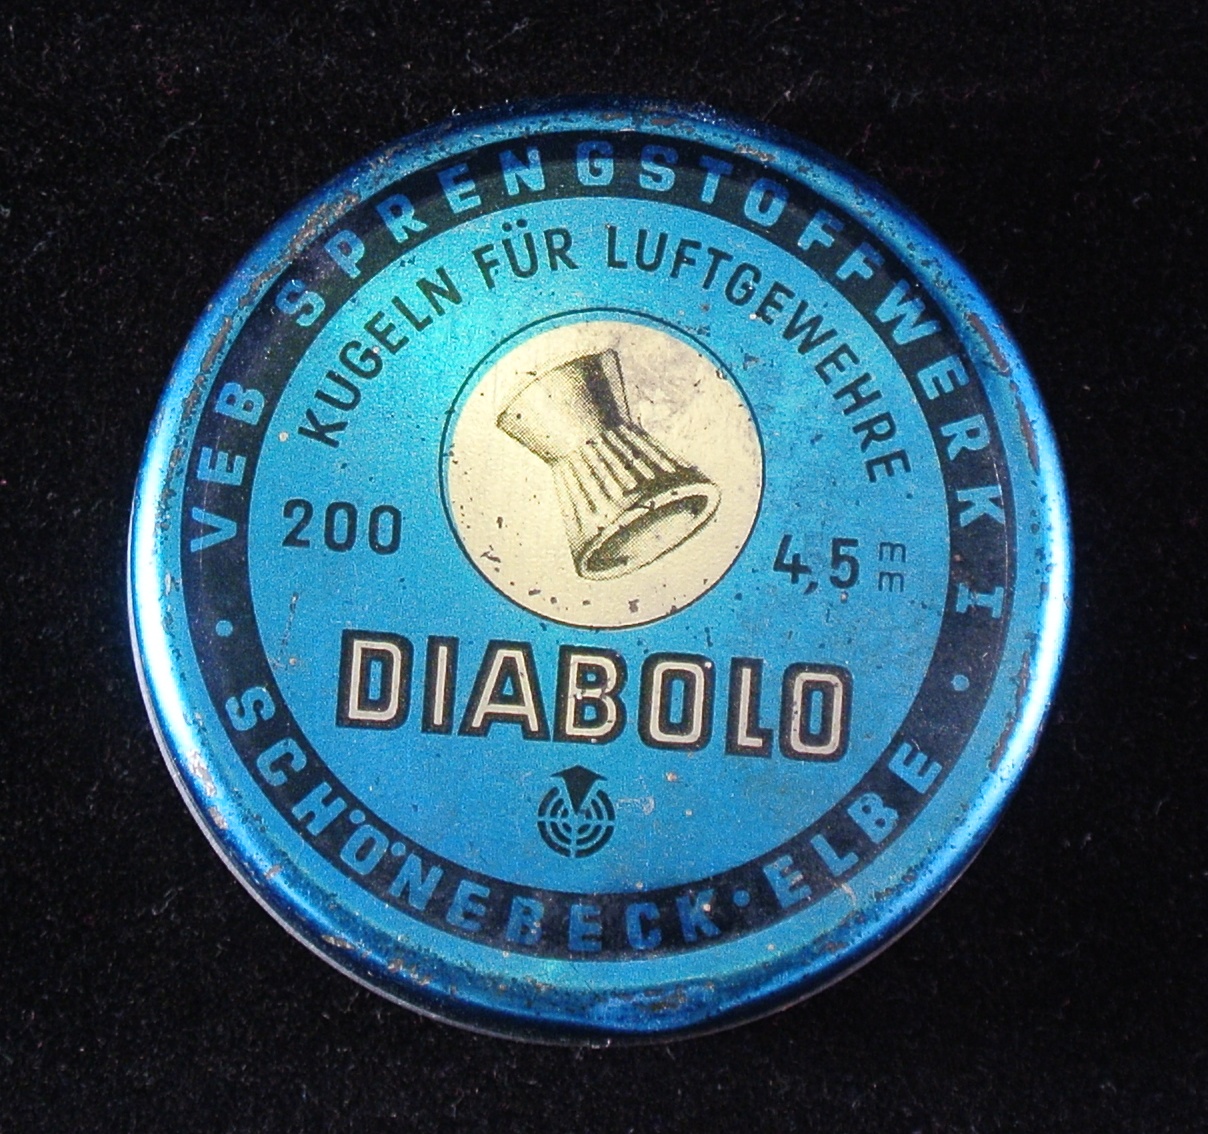 VEB SPRENGSTOFFWERK I
KUGELN FÜR LUFTGEWEHRE
200
4,5 mm
DIABOLO
· SCHÖNEBECK · ELBE ·